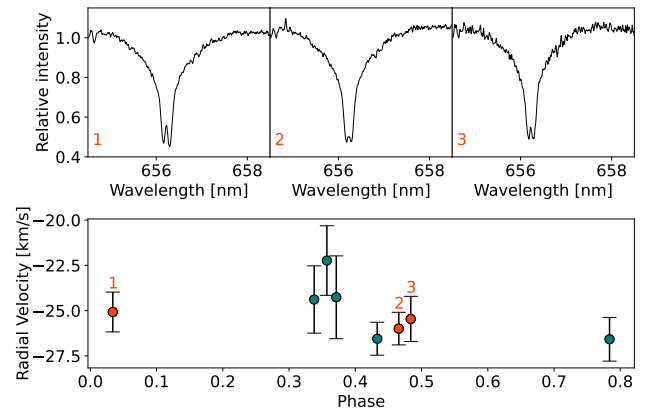 Relative intensity
1.0
0.8
0.6
0.4
1
2
3
656 658 656 658 656 658
Wavelength [nm] Wavelength [nm] Wavelength [nm]
Radial Velocity [km/s]
−20.0
−22.5
−25.0
−27.5
1
2
3
0.0 0.1 0.2 0.3 0.4 0.5 0.6 0.7 0.8
Phase